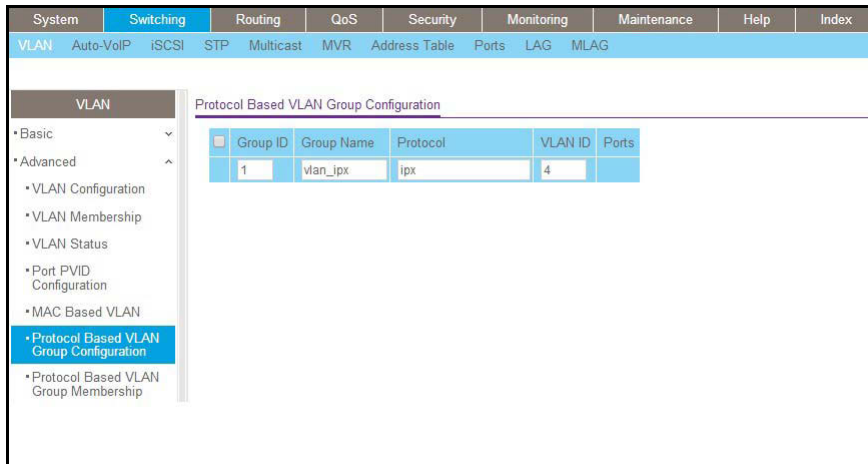 System Switching Routing QoS Security Monitoring Maintenance Help Index
VLAN Auto-VoIP iSCSI STP Multicast MVR Address Table Ports LAG MLAG
VLAN
Basic
Advanced
VLAN Configuration
VLAN Membership
VLAN Status
Port PVID
Configuration
MAC Based VLAN
Protocol Based VLAN
Group Configuration
Protocol Based VLAN
Group Membership
Protocol Based VLAN Group Configuration
Group ID Group Name Protocol VLAN ID Ports
1 vlan_ipx ipx 4